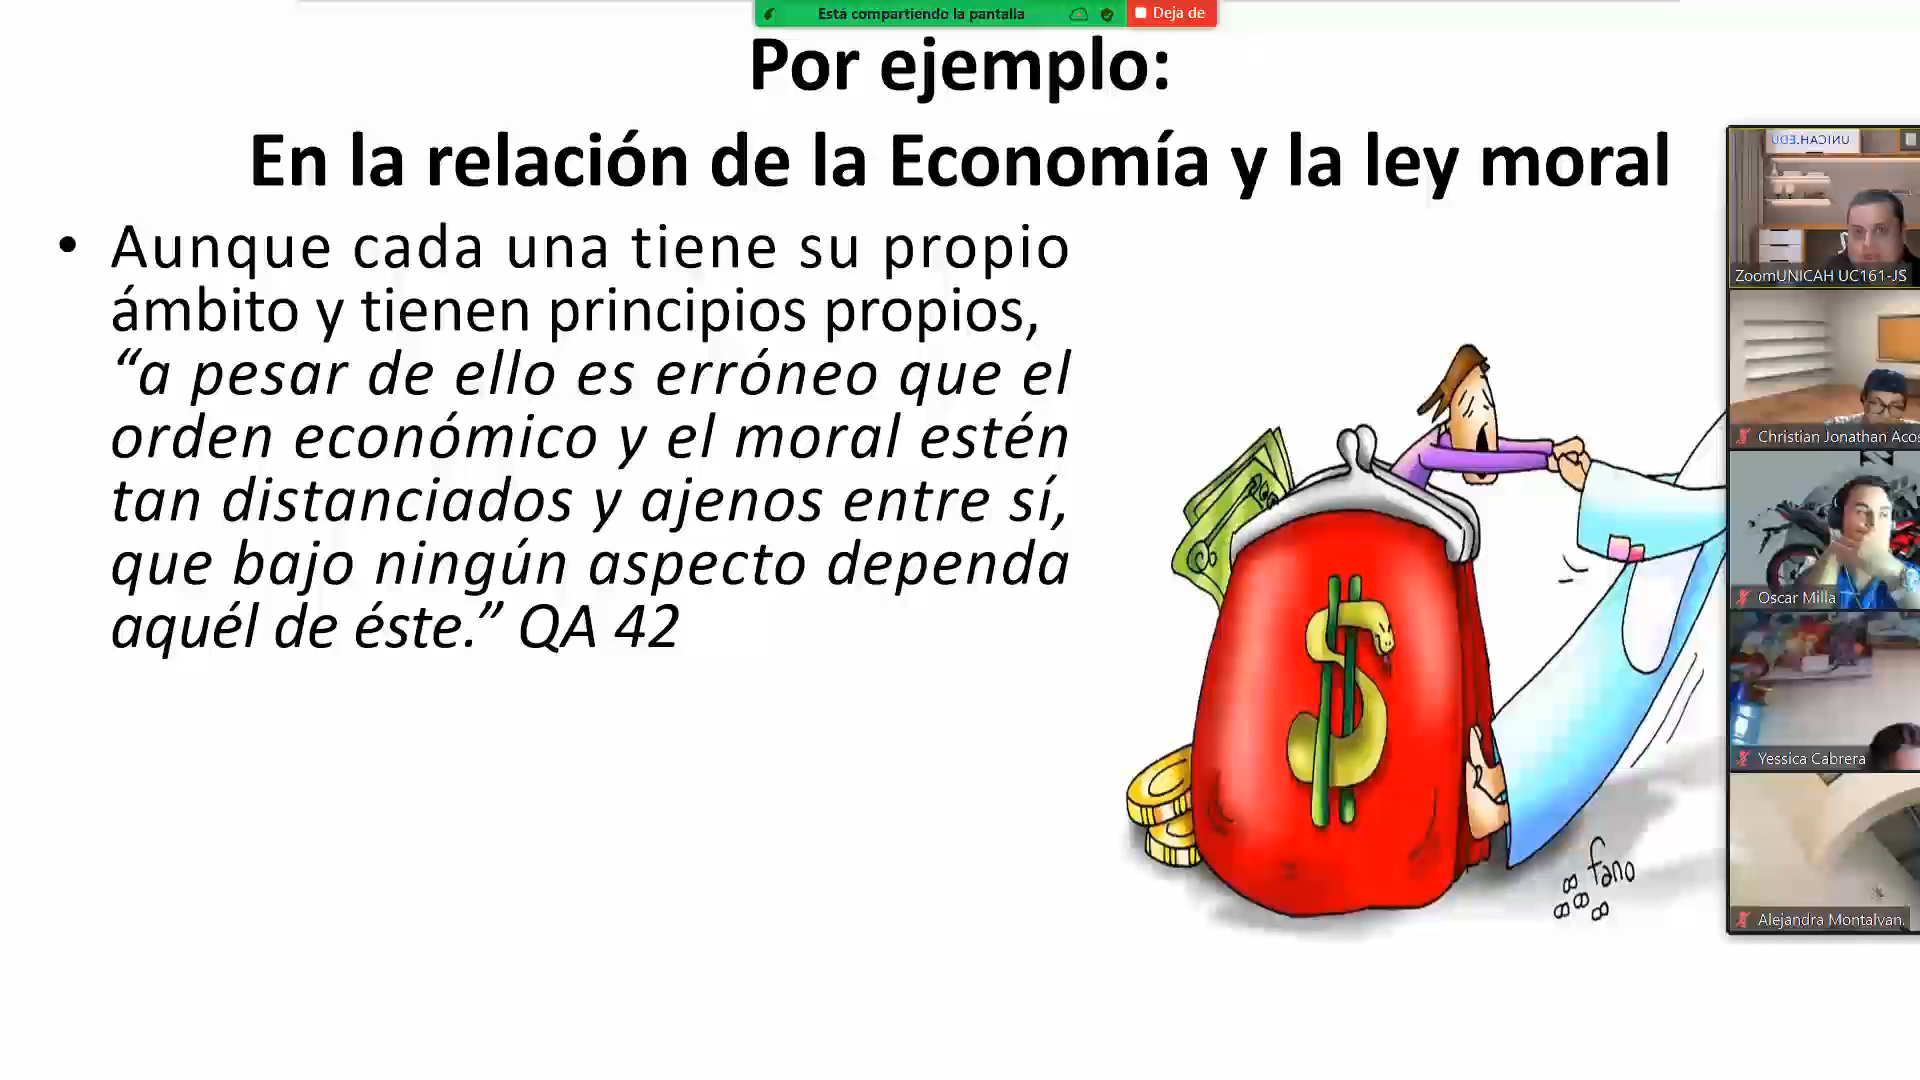 Está compartiendo la pantalla
Deja de
Por ejemplo:
En la relación de la Economía y la ley moral
• Aunque cada una tiene su propio
ámbito y tienen principios propios,
“a pesar de ello es erróneo que el
orden económico y el moral estén
tan distanciados y ajenos entre sí,
que bajo ningún aspecto dependa
aquél de éste.” QA 42
fano
UNICAH.EDU
ZoomUNICAH UC161-JS
Christian Jonathan Acos
Oscar Milla
Yessica Cabrera
Alejandra Montalvan.